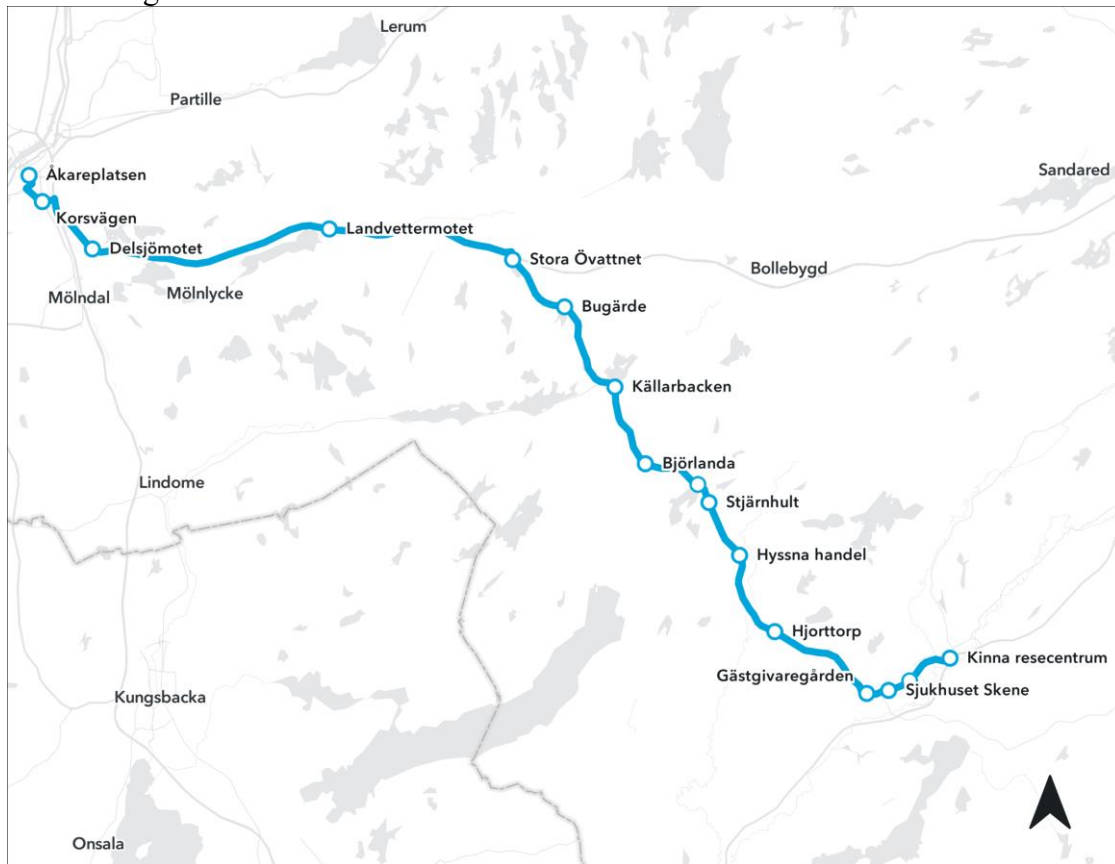 Lerum
Partille
Åkareplatsen
Sandared
Korsvägen
Landvettermotet
Delsjömotet
Stora Övattnet
Bollebygd
Mölndal
Mölnlycke
Bugärde
Källarbacken
Björlanda
Lindome
Stjärnhult
Hyssna handel
Hjorttorp
Kinna resecentrum
Gästgivaregården
Sjukhuset Skene
Kungsbacka
Onsala